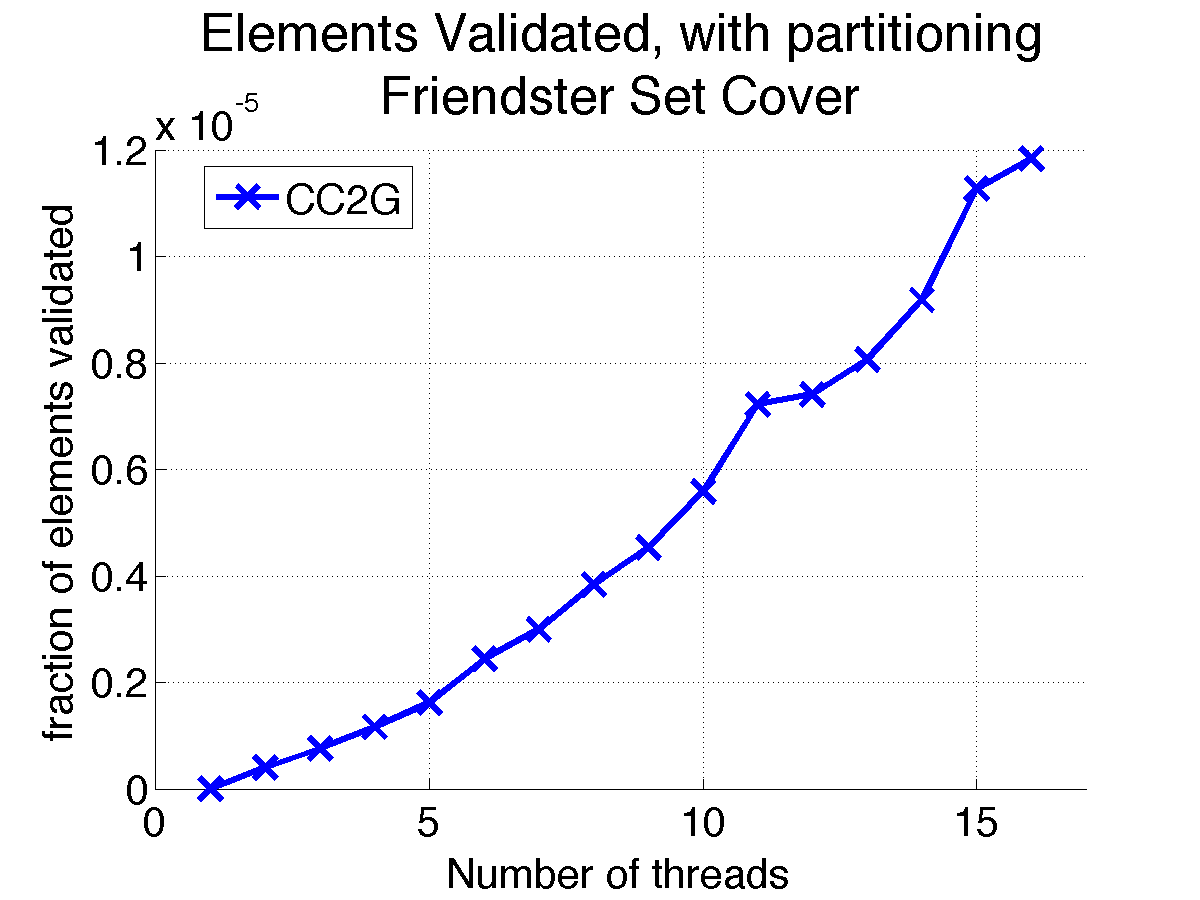 Elements Validated, with partitioning
Friendster Set Cover
x 10^-5
1.2
1
0.8
0.6
0.4
0.2
0
CC2G
fraction of elements validated
0 5 10 15
Number of threads